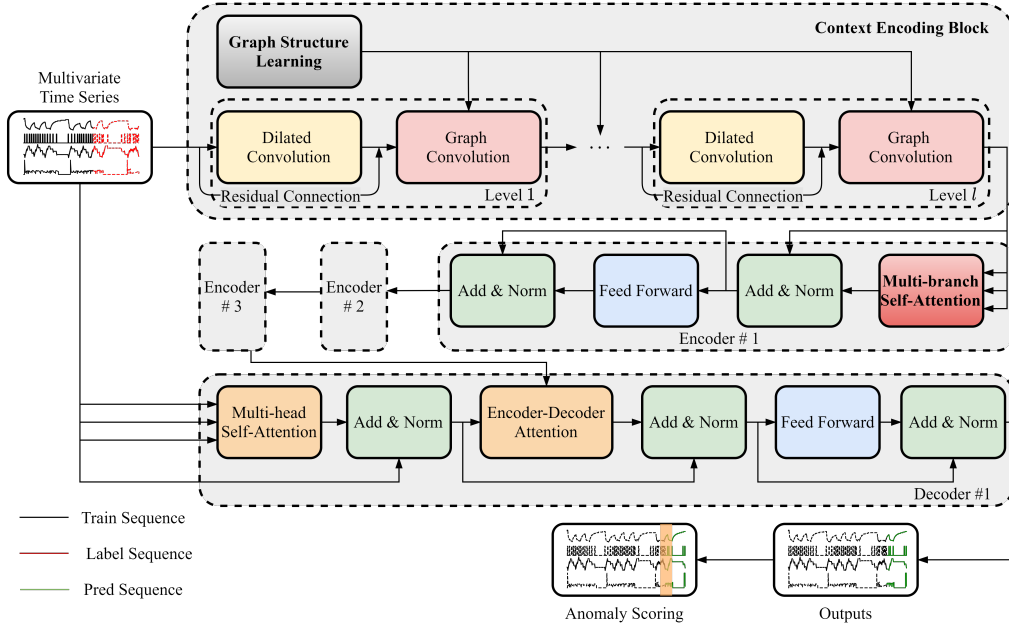 Context Encoding Block
Graph Structure
Learning
Multivariate
Time Series
Dilated
Convolution
Graph
Convolution
. . .
Dilated
Convolution
Graph
Convolution
Residual Connection
Level 1
Residual Connection
Level l
Encoder
# 3
Encoder
# 2
Add & Norm
Feed Forward
Add & Norm
Multi-branch
Self-Attention
Encoder # 1
Multi-head
Self-Attention
Add & Norm
Encoder-Decoder
Attention
Add & Norm
Feed Forward
Add & Norm
Decoder #1
Train Sequence
Label Sequence
Pred Sequence
Anomaly Scoring
Outputs